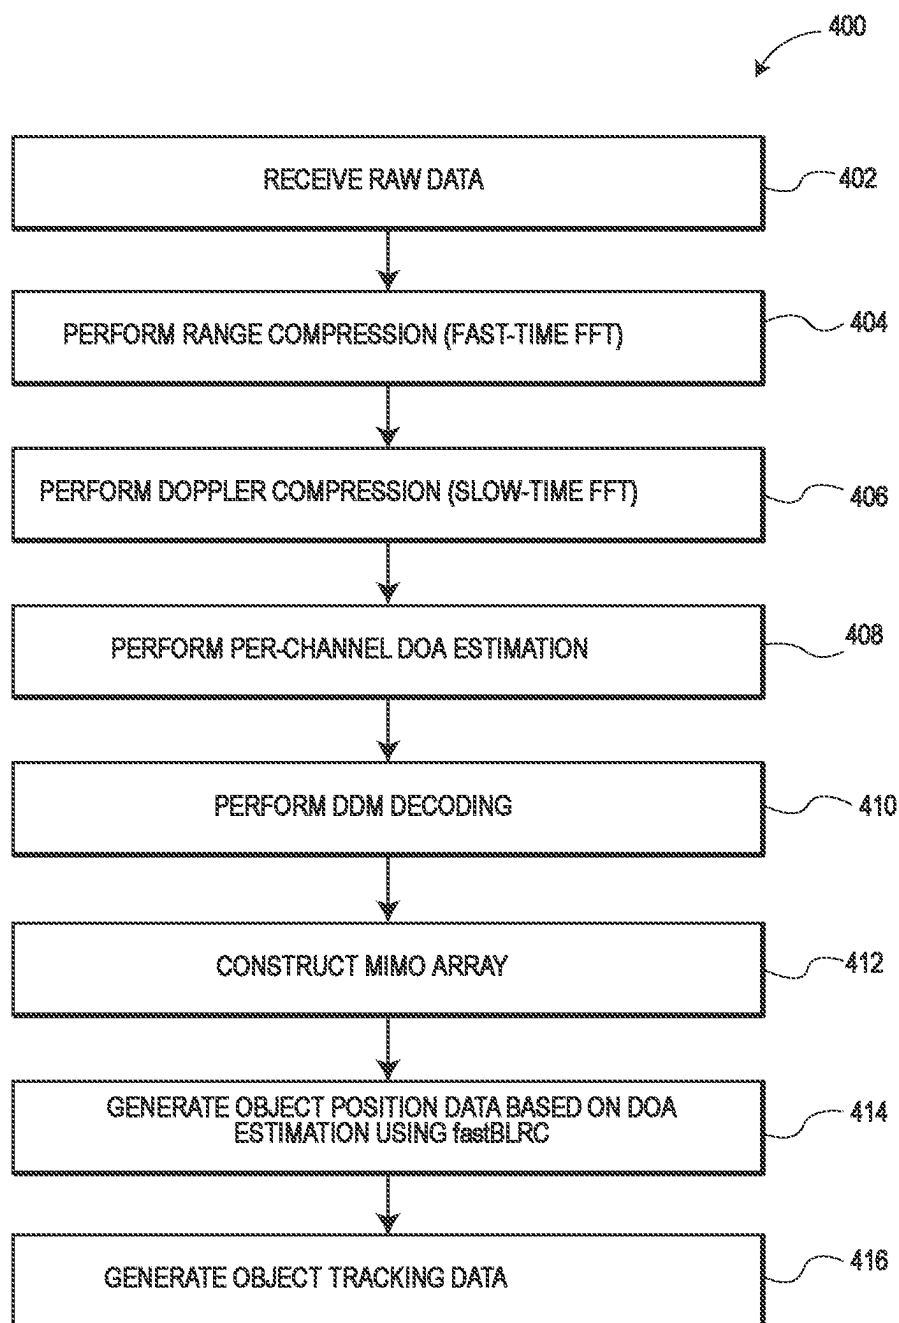 400
RECEIVE RAW DATA
402
PERFORM RANGE COMPRESSION (FAST-TIME FFT)
404
PERFORM DOPPLER COMPRESSION (SLOW-TIME FFT)
406
PERFORM PER-CHANNEL DOA ESTIMATION
408
PERFORM DDM DECODING
410
CONSTRUCT MIMO ARRAY
412
GENERATE OBJECT POSITION DATA BASED ON DOA
ESTIMATION USING fastBLRC
414
GENERATE OBJECT TRACKING DATA
416